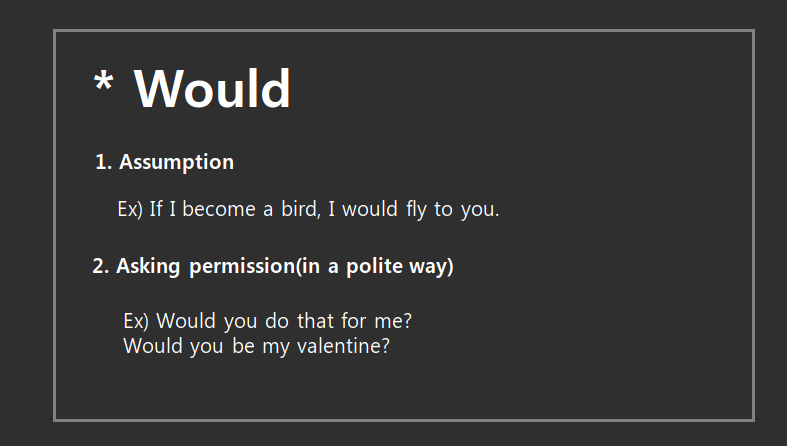 * Would
1. Assumption
Ex) If I become a bird, I would fly to you.
2. Asking permission(in a polite way)
Ex) Would you do that for me?
Would you be my valentine?